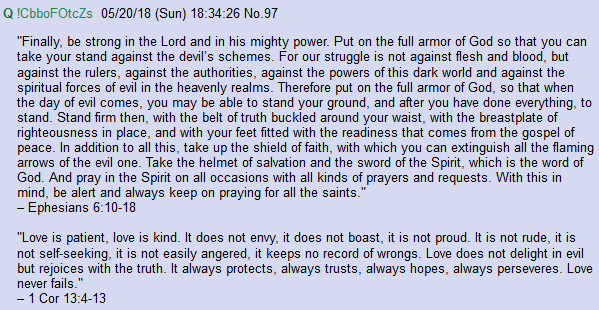 Q !CbboFOtcZs 05/20/18 (Sun) 18:34:26 No.97
"Finally, be strong in the Lord and in his mighty power. Put on the full armor of God so that you can
take your stand against the devil's schemes. For our struggle is not against flesh and blood, but
against the rulers, against the authorities, against the powers of this dark world and against the
spiritual forces of evil in the heavenly realms. Therefore put on the full armor of God, so that when
the day of evil comes, you may be able to stand your ground, and after you have done everything, to
stand. Stand firm then, with the belt of truth buckled around your waist, with the breastplate of
righteousness in place, and with your feet fitted with the readiness that comes from the gospel of
peace. In addition to all this, take up the shield of faith, with which you can extinguish all the flaming
arrows of the evil one. Take the helmet of salvation and the sword of the Spirit, which is the word of
God. And pray in the Spirit on all occasions with all kinds of prayers and requests. With this in
mind, be alert and always keep on praying for all the saints."
– Ephesians 6:10-18
"Love is patient, love is kind. It does not envy, it does not boast, it is not proud. It is not rude, it is
not self-seeking, it is not easily angered, it keeps no record of wrongs. Love does not delight in evil
but rejoices with the truth. It always protects, always trusts, always hopes, always perseveres. Love
never fails."
– 1 Cor 13:4-13